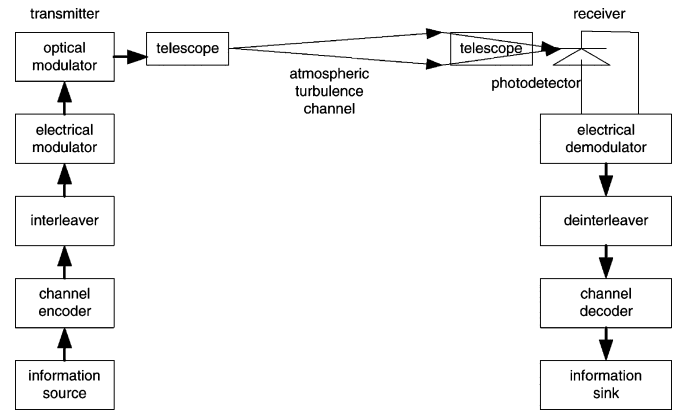 transmitter
receiver
optical
modulator
telescope
telescope
atmospheric
turbulence
channel
photodetector
electrical
modulator
electrical
demodulator
interleaver
deinterleaver
channel
encoder
channel
decoder
information
source
information
sink